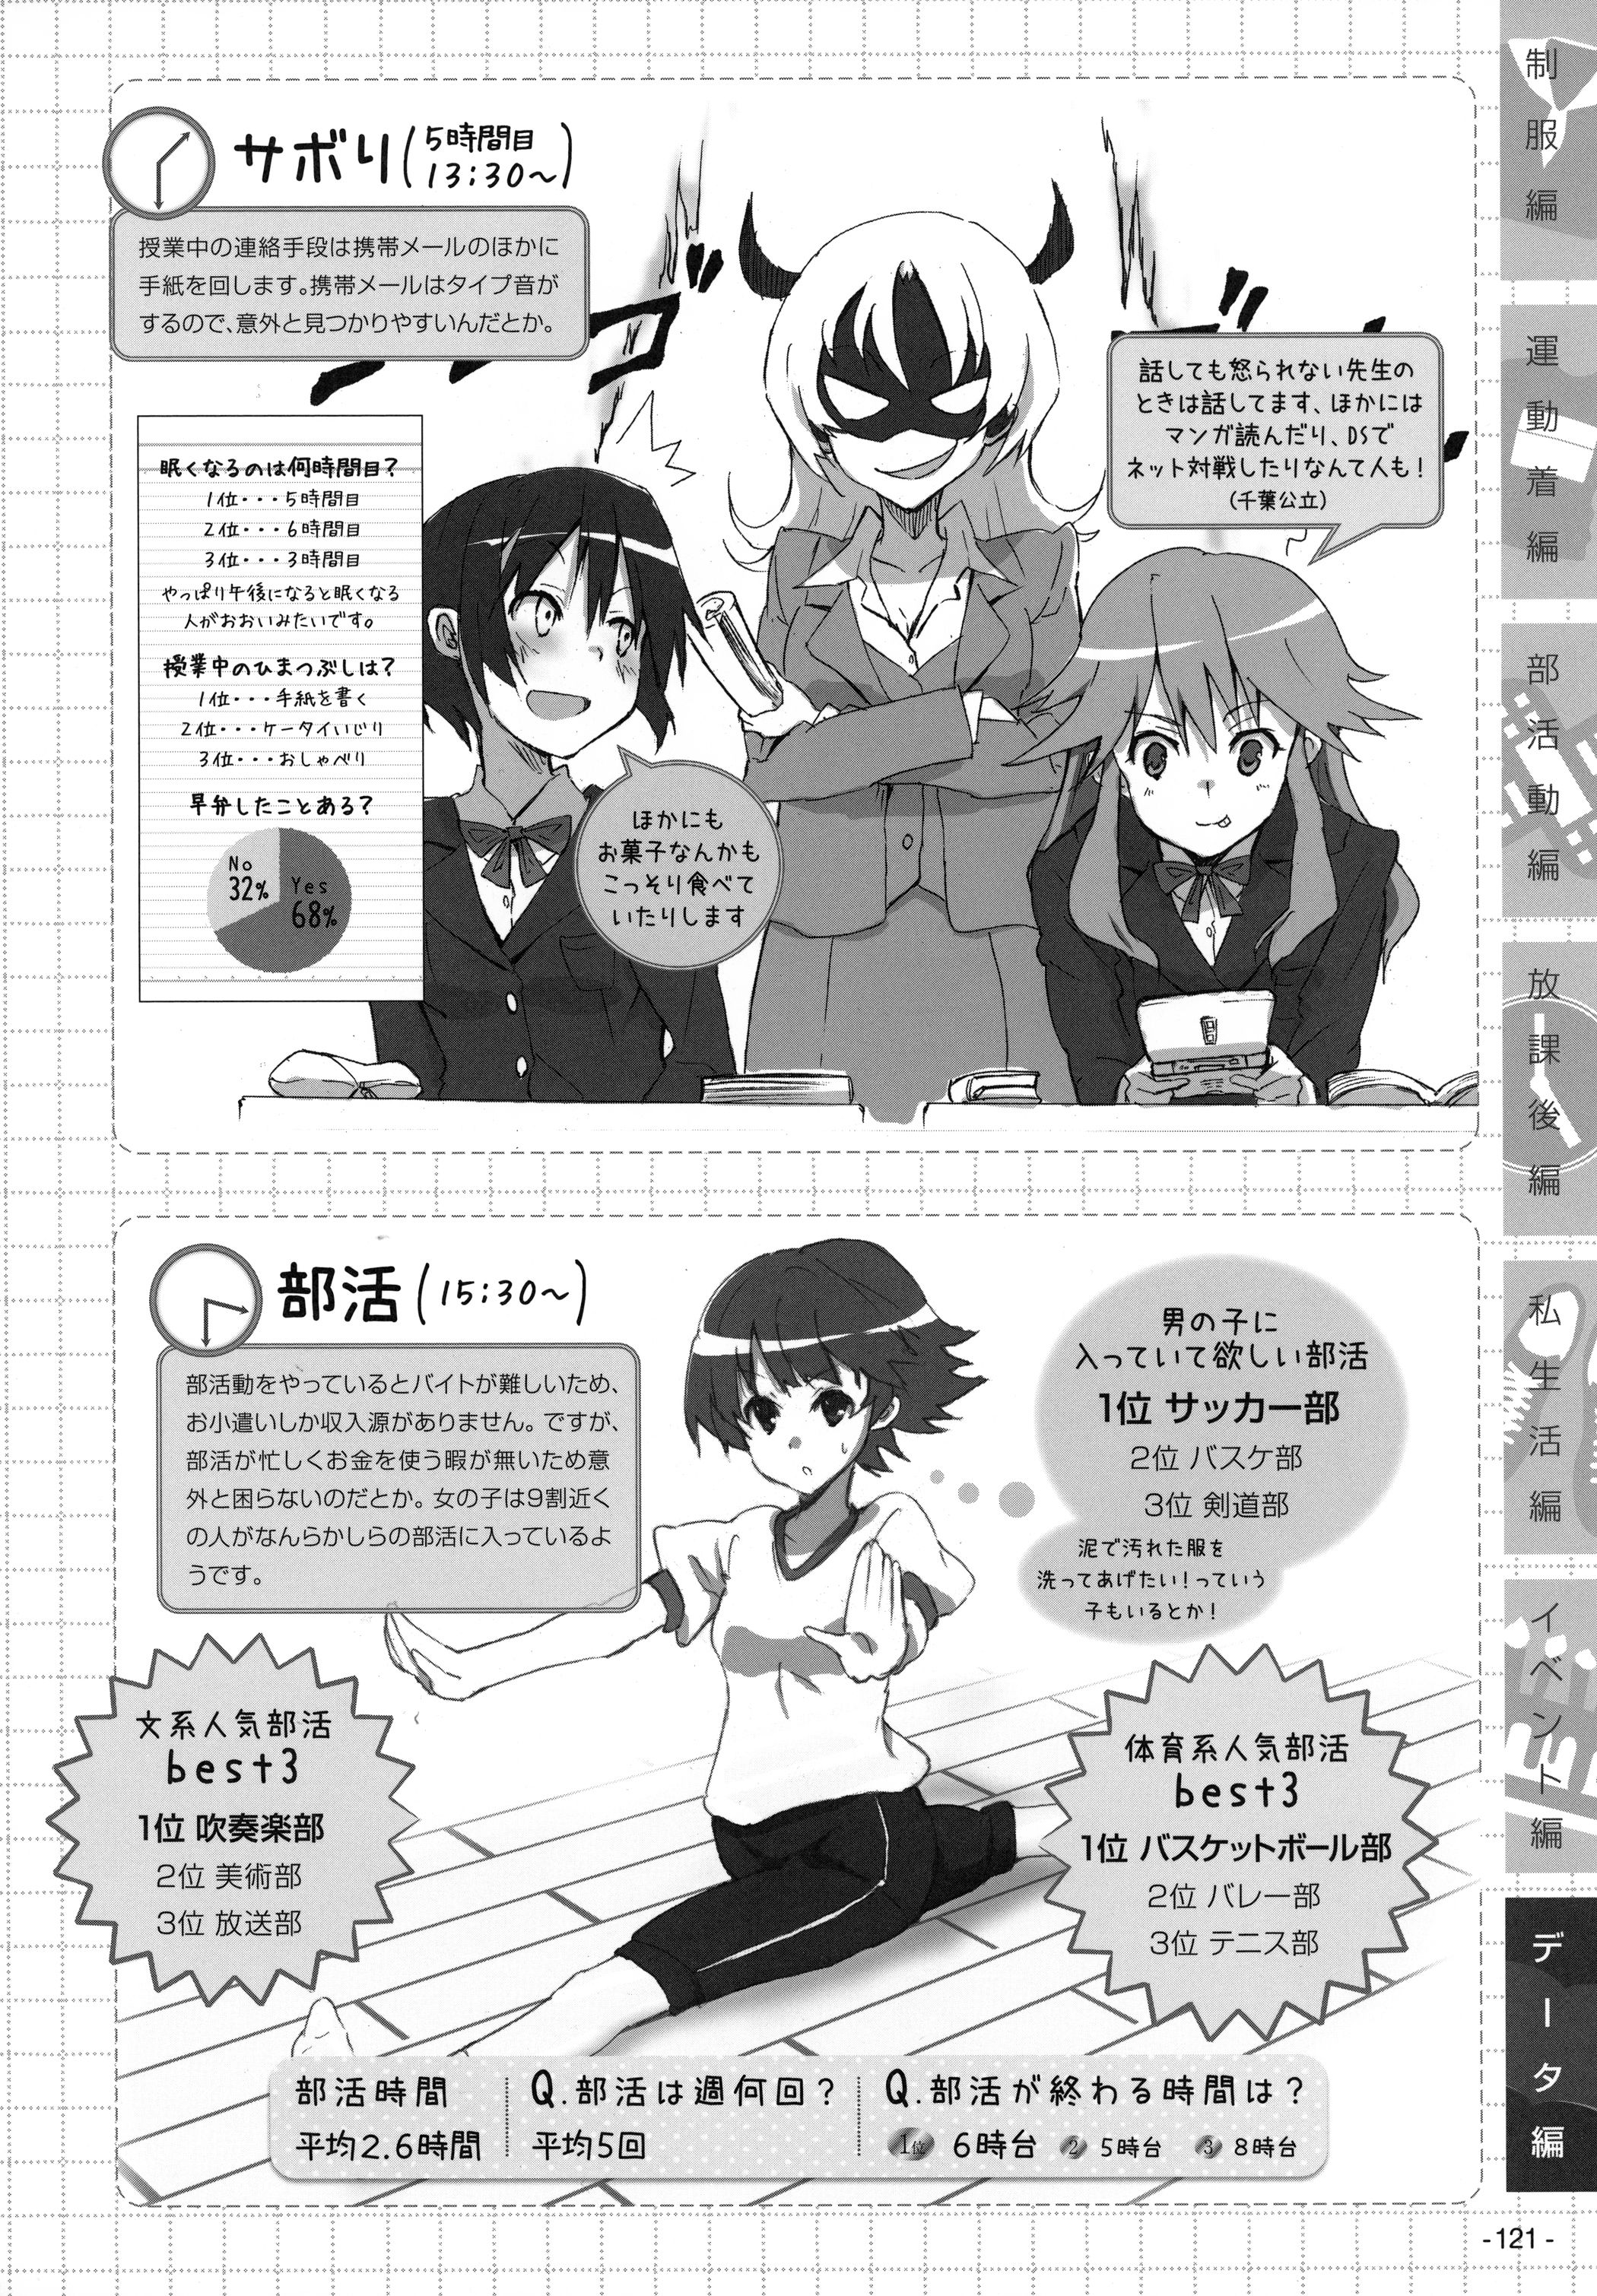 サボり(5時間目
13:30〜)
授業中の連絡手段は携帯メールのほかに
手紙を回します。携帯メールはタイプ音が
するので、意外と見つかりやすいんだとか。
眠くなるのは何時間目?
1位・・・5時間目
2位・・・6時間目
3位・・・3時間目
やっぱり午後になると眠くなる
人がおおいみたいです。
授業中のひまつぶしは?
1位・・・手紙を書く
2位・・・ケータイいじり
3位・・・おしゃべり
早弁したことある?
No
32%
Yes
68%
話しても怒られない先生の
ときは話してます、ほかには
マンガ読んだり、DSで
ネット対戦したりなんて人も!
(千葉公立)
ほかにも
お菓子なんかも
こっそり食べて
いたりします
部活(15:30〜)
部活動をやっているとバイトが難しいため、
お小遣いしか収入源がありません。ですが、
部活が忙しくお金を使う暇が無いため意
外と困らないのだとか。女の子は9割近く
の人がなんらかしらの部活に入っているよ
うです。
男の子に
入っていて欲しい部活
1位 サッカー部
2位 バスケ部
3位 剣道部
泥で汚れた服を
洗ってあげたい!っていう
子もいるとか!
文系人気部活
best3
1位 吹奏楽部
2位 美術部
3位 放送部
体育系人気部活
best3
1位 バスケットボール部
2位 バレー部
3位 テニス部
部活時間
平均2.6時間
Q.部活は週何回?
平均5回
Q.部活が終わる時間は?
1位 6時台 2 5時台 3 8時台
制服編
運動着編
部活動編
放課後編
私生活編
イベント編
データ編
-121-